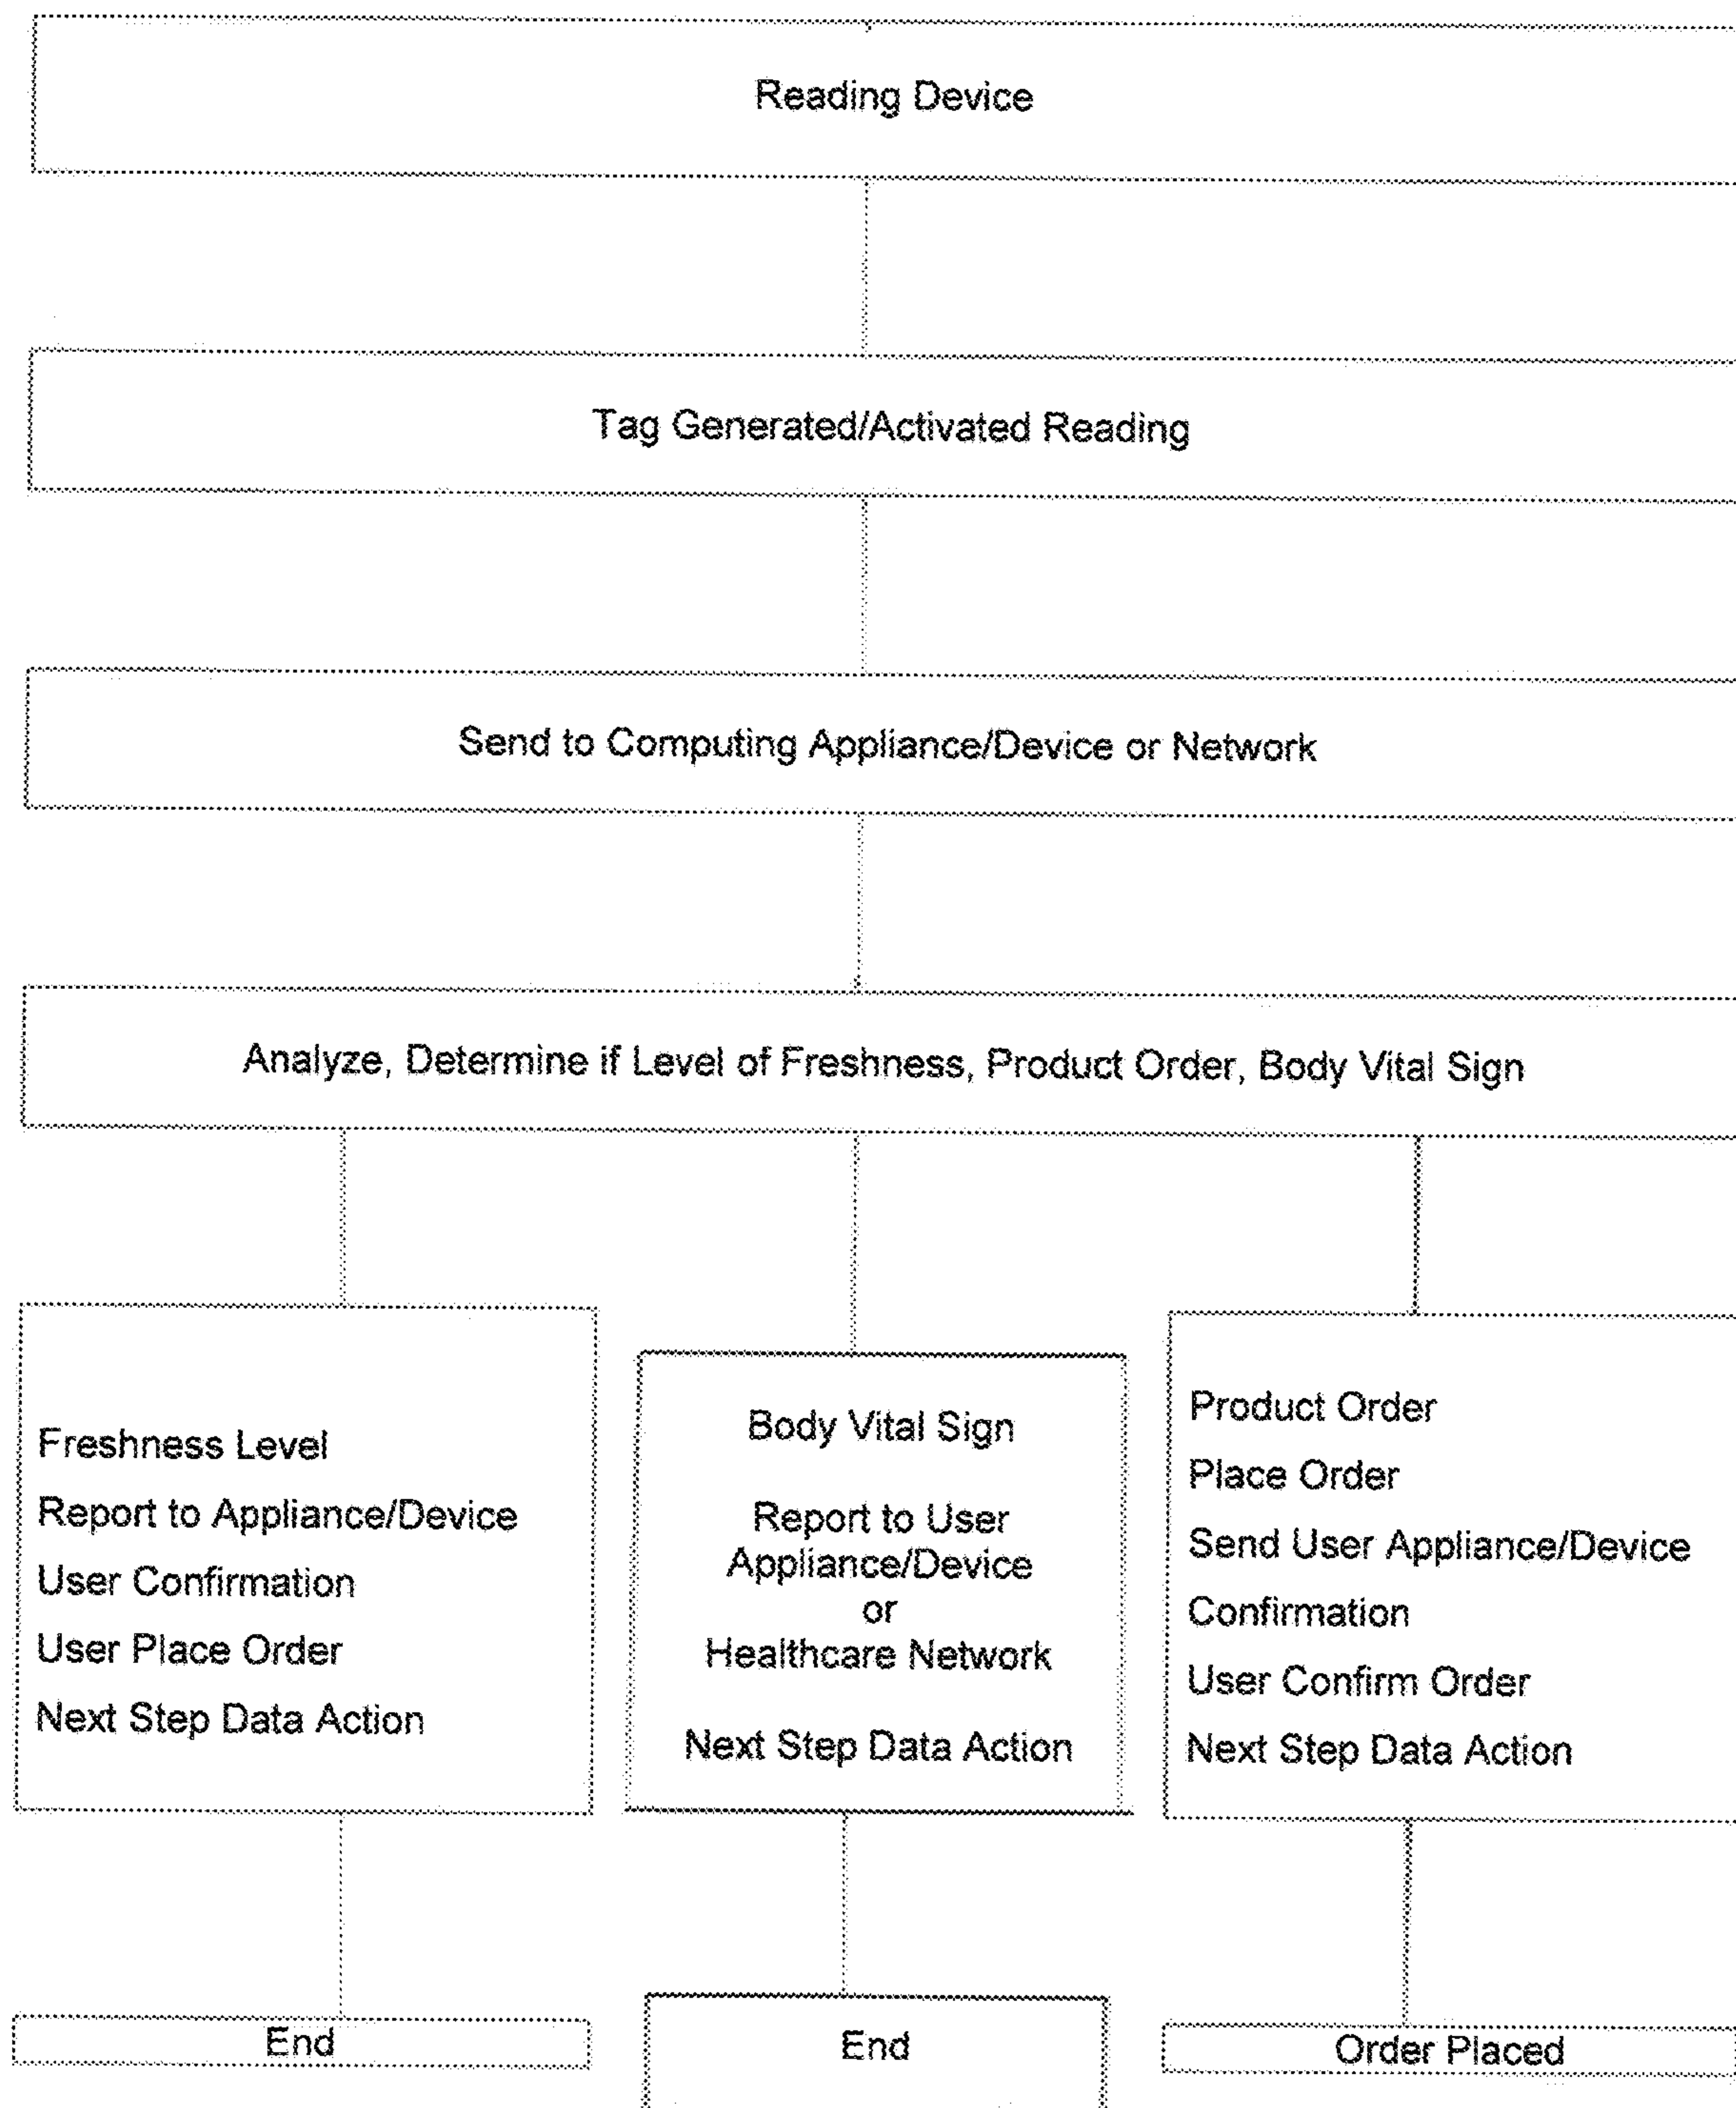 Reading Device
Tag Generated/Activated Reading
Send to Computing Appliance/Device or Network
Analyze, Determine if Level of Freshness, Product Order, Body Vital Sign
Freshness Level
Report to Appliance/Device
User Confirmation
User Place Order
Next Step Data Action
Body Vital Sign
Report to User
Appliance/Device
or
Healthcare Network
Next Step Data Action
Product Order
Place Order
Send User Appliance/Device
Confirmation
User Confirm Order
Next Step Data Action
End
End
Order Placed